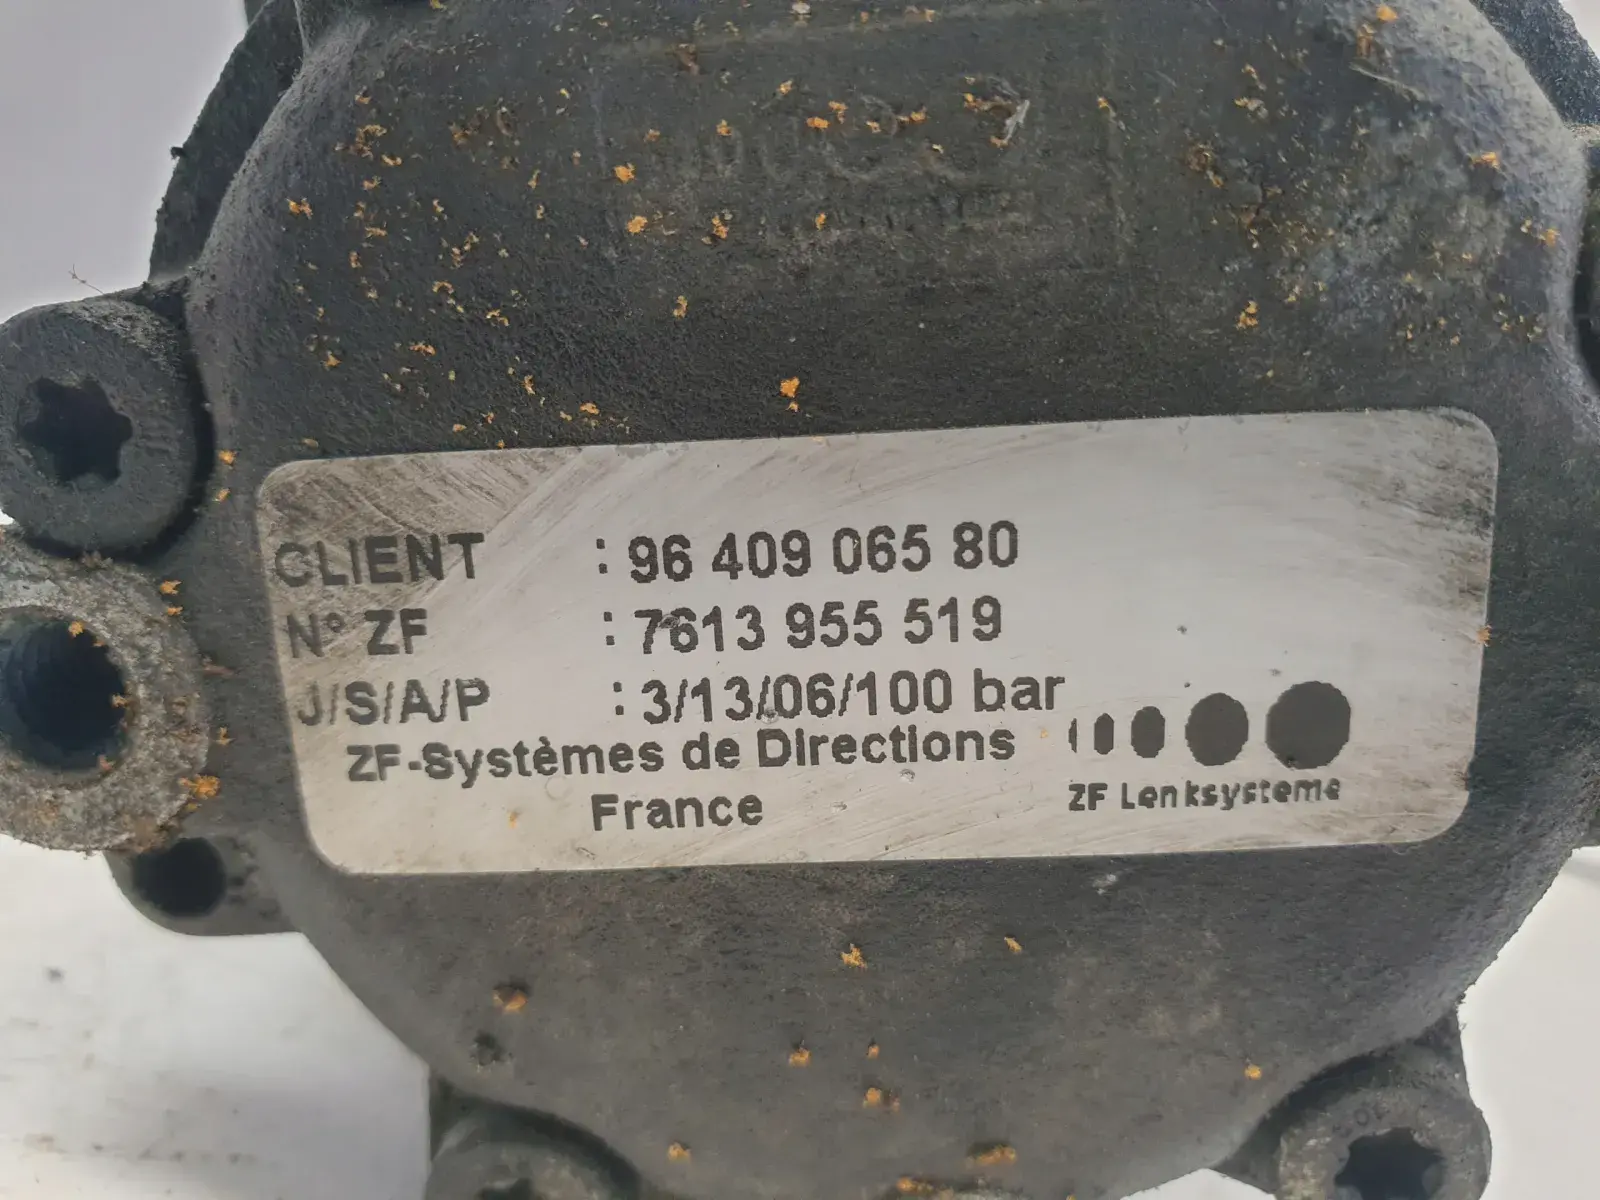 CLIENT : 96 409 065 80
N° ZF : 7613 955 519
J/S/A/P : 3/13/06/100 bar
ZF-Systèmes de Directions
France
ZF Lenksysteme